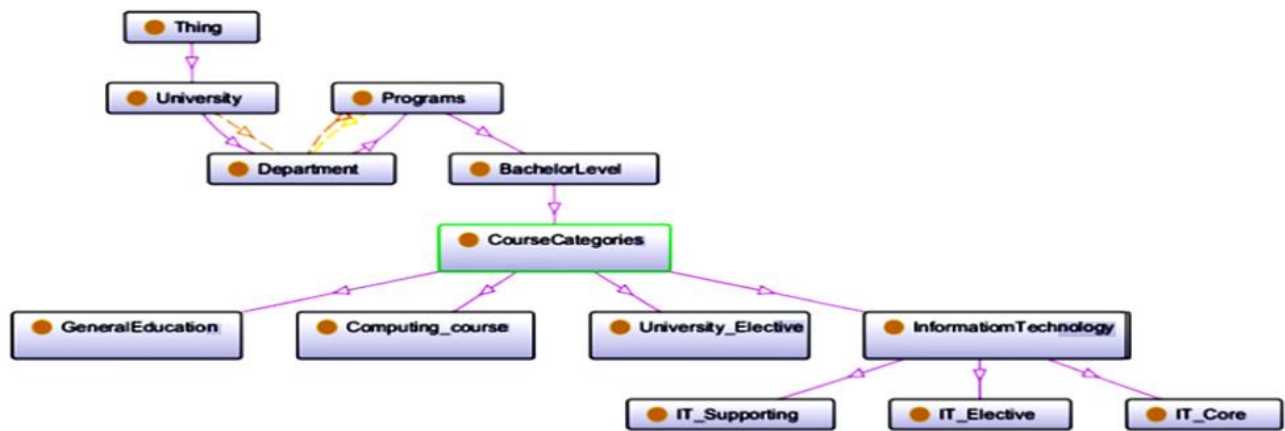 Thing
University
Programs
Department
BachelorLevel
CourseCategories
GeneralEducation
Computing_course
University_Elective
InformatiomTechnology
IT_Supporting
IT_Elective
IT_Core